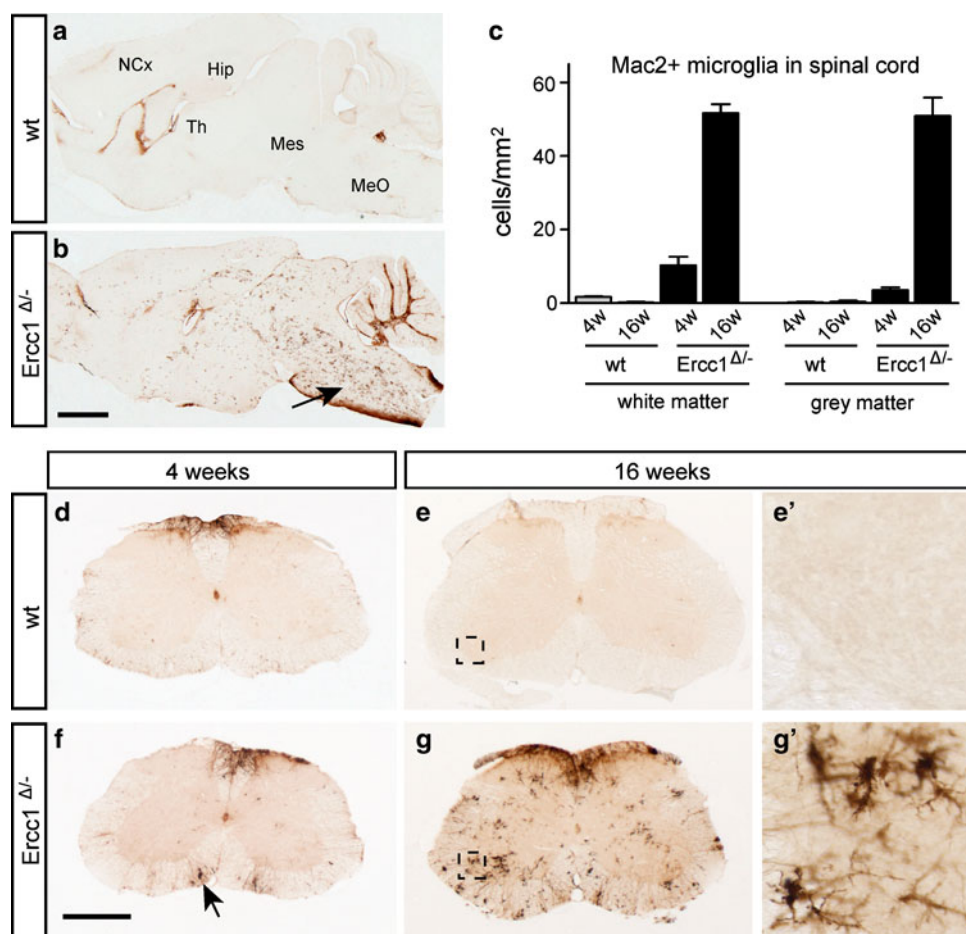 a
wt
NCx
Hip
Th
Mes
MeO
b
Ercc1 Δ/-
c
Mac2+ microglia in spinal cord
cells/mm2
60
40
20
0
4w 16w 4w 16w 4w 16w 4w 16w
wt Ercc1Δ/- wt Ercc1Δ/-
white matter grey matter
4 weeks 16 weeks
wt
d e e'
Ercc1 Δ/-
f g g'